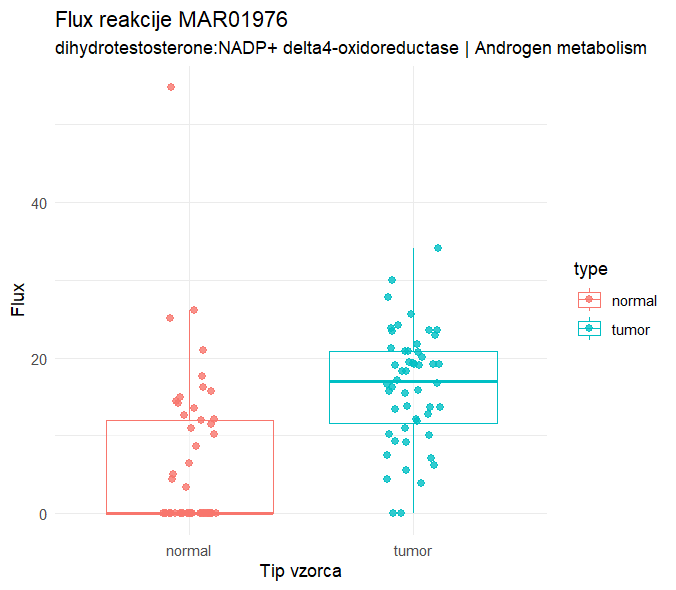 Flux reakcije MAR01976
dihydrotestosterone:NADP+ delta4-oxidoreductase | Androgen metabolism
Flux
40
20
0
normal
tumor
Tip vzorca
type
normal
tumor